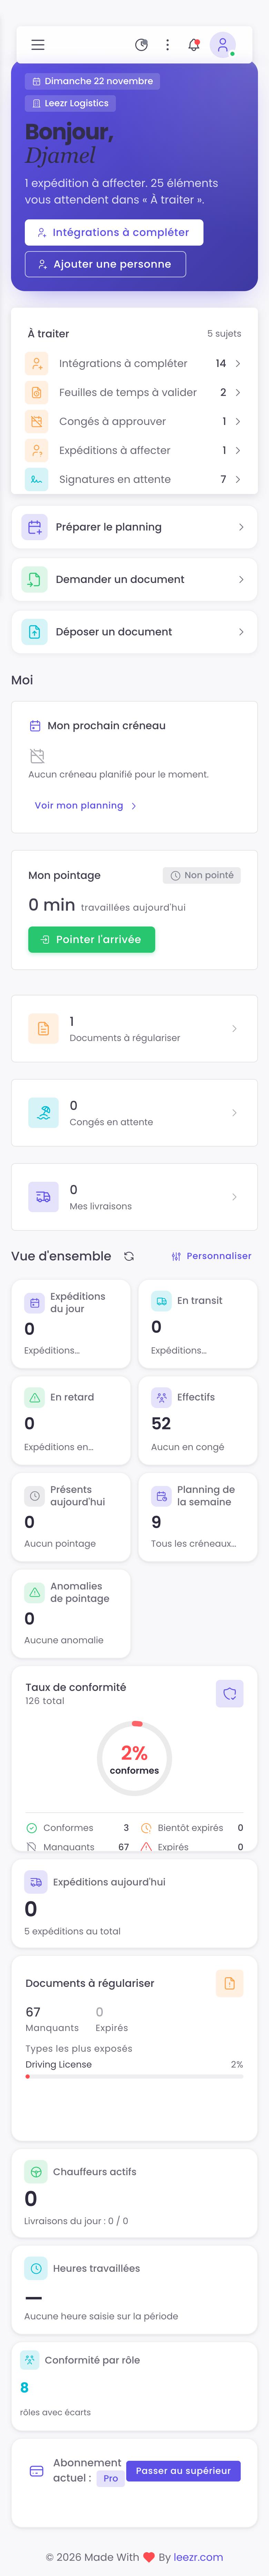 Dimanche 22 novembre
Leezr Logistics
Bonjour,
Djamel
1 expédition à affecter. 25 éléments
vous attendent dans « À traiter ».
Intégrations à compléter
Ajouter une personne
À traiter 5 sujets
Intégrations à compléter 14
Feuilles de temps à valider 2
Congés à approuver 1
Expéditions à affecter 1
Signatures en attente 7
Préparer le planning
Demander un document
Déposer un document
Moi
Mon prochain créneau
Aucun créneau planifié pour le moment.
Voir mon planning
Mon pointage Non pointé
0 min travaillées aujourd'hui
Pointer l'arrivée
1
Documents à régulariser
0
Congés en attente
0
Mes livraisons
Vue d'ensemble Personnaliser
Expéditions
du jour
0
Expéditions...
En transit
0
Expéditions...
En retard
0
Expéditions en...
Effectifs
52
Aucun en congé
Présents
aujourd'hui
0
Aucun pointage
Planning de
la semaine
9
Tous les créneaux...
Anomalies
de pointage
0
Aucune anomalie
Taux de conformité
126 total
2%
conformes
Conformes 3 Bientôt expirés 0
Manquants 67 Expirés 0
Expéditions aujourd'hui
0
5 expéditions au total
Documents à régulariser
67 0
Manquants Expirés
Types les plus exposés
Driving License 2%
Chauffeurs actifs
0
Livraisons du jour : 0 / 0
Heures travaillées
—
Aucune heure saisie sur la période
Conformité par rôle
8
rôles avec écarts
Abonnement
actuel : Pro
Passer au supérieur
© 2026 Made With By leezr.com